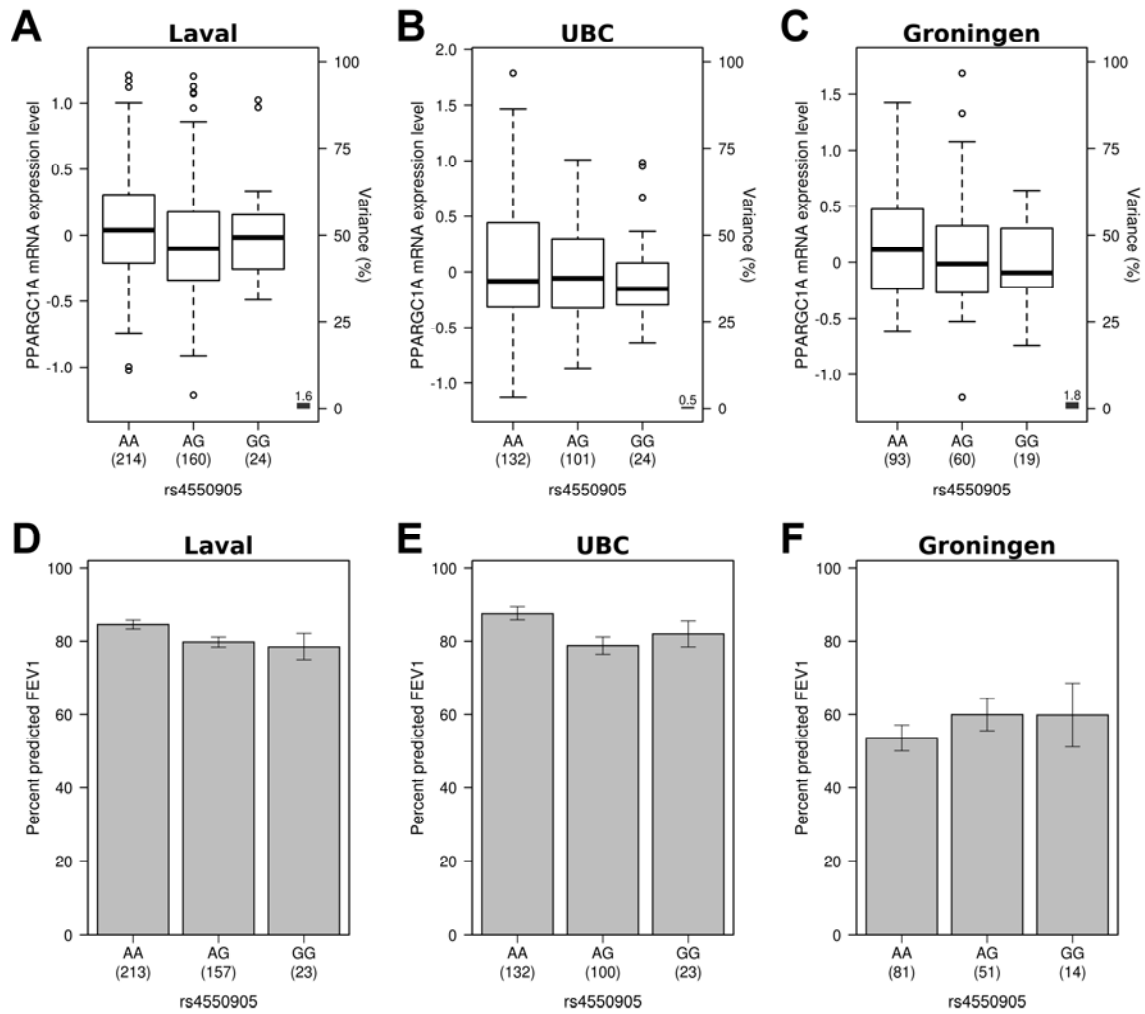 A
Laval
PPARGC1A mRNA expression level
1.0
0.5
0
-0.5
-1.0
100
75
50
25
0
Variance (%)
1.6
AA
AG
GG
(214)
(160)
(24)
rs4550905
B
UBC
PPARGC1A mRNA expression level
2.0
1.5
1.0
0.5
0
-0.5
-1.0
100
75
50
25
0
Variance (%)
0.5
AA
AG
GG
(132)
(101)
(24)
rs4550905
C
Groningen
PPARGC1A mRNA expression level
1.5
1.0
0.5
0
-0.5
-1.0
100
75
50
25
0
Variance (%)
1.8
AA
AG
GG
(93)
(60)
(19)
rs4550905
D
Laval
Percent predicted FEV1
100
80
60
40
20
0
AA
AG
GG
(213)
(157)
(23)
rs4550905
E
UBC
Percent predicted FEV1
100
80
60
40
20
0
AA
AG
GG
(132)
(100)
(23)
rs4550905
F
Groningen
Percent predicted FEV1
100
80
60
40
20
0
AA
AG
GG
(81)
(51)
(14)
rs4550905